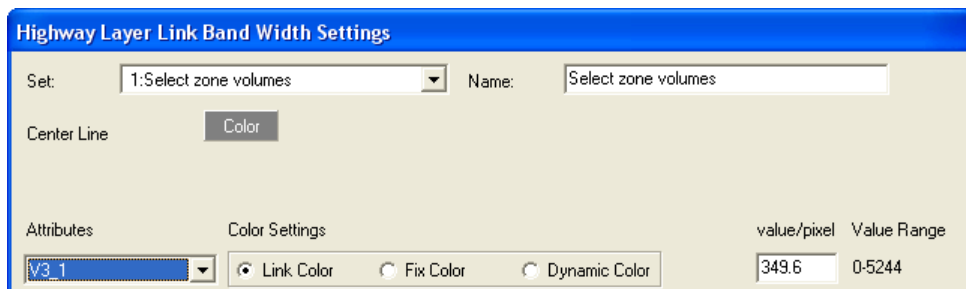 Highway Layer Link Band Width Settings
Set: 1:Select zone volumes Name: Select zone volumes
Center Line Color
Attributes Color Settings value/pixel Value Range
V3_1 Link Color Fix Color Dynamic Color 349.6 0-5244